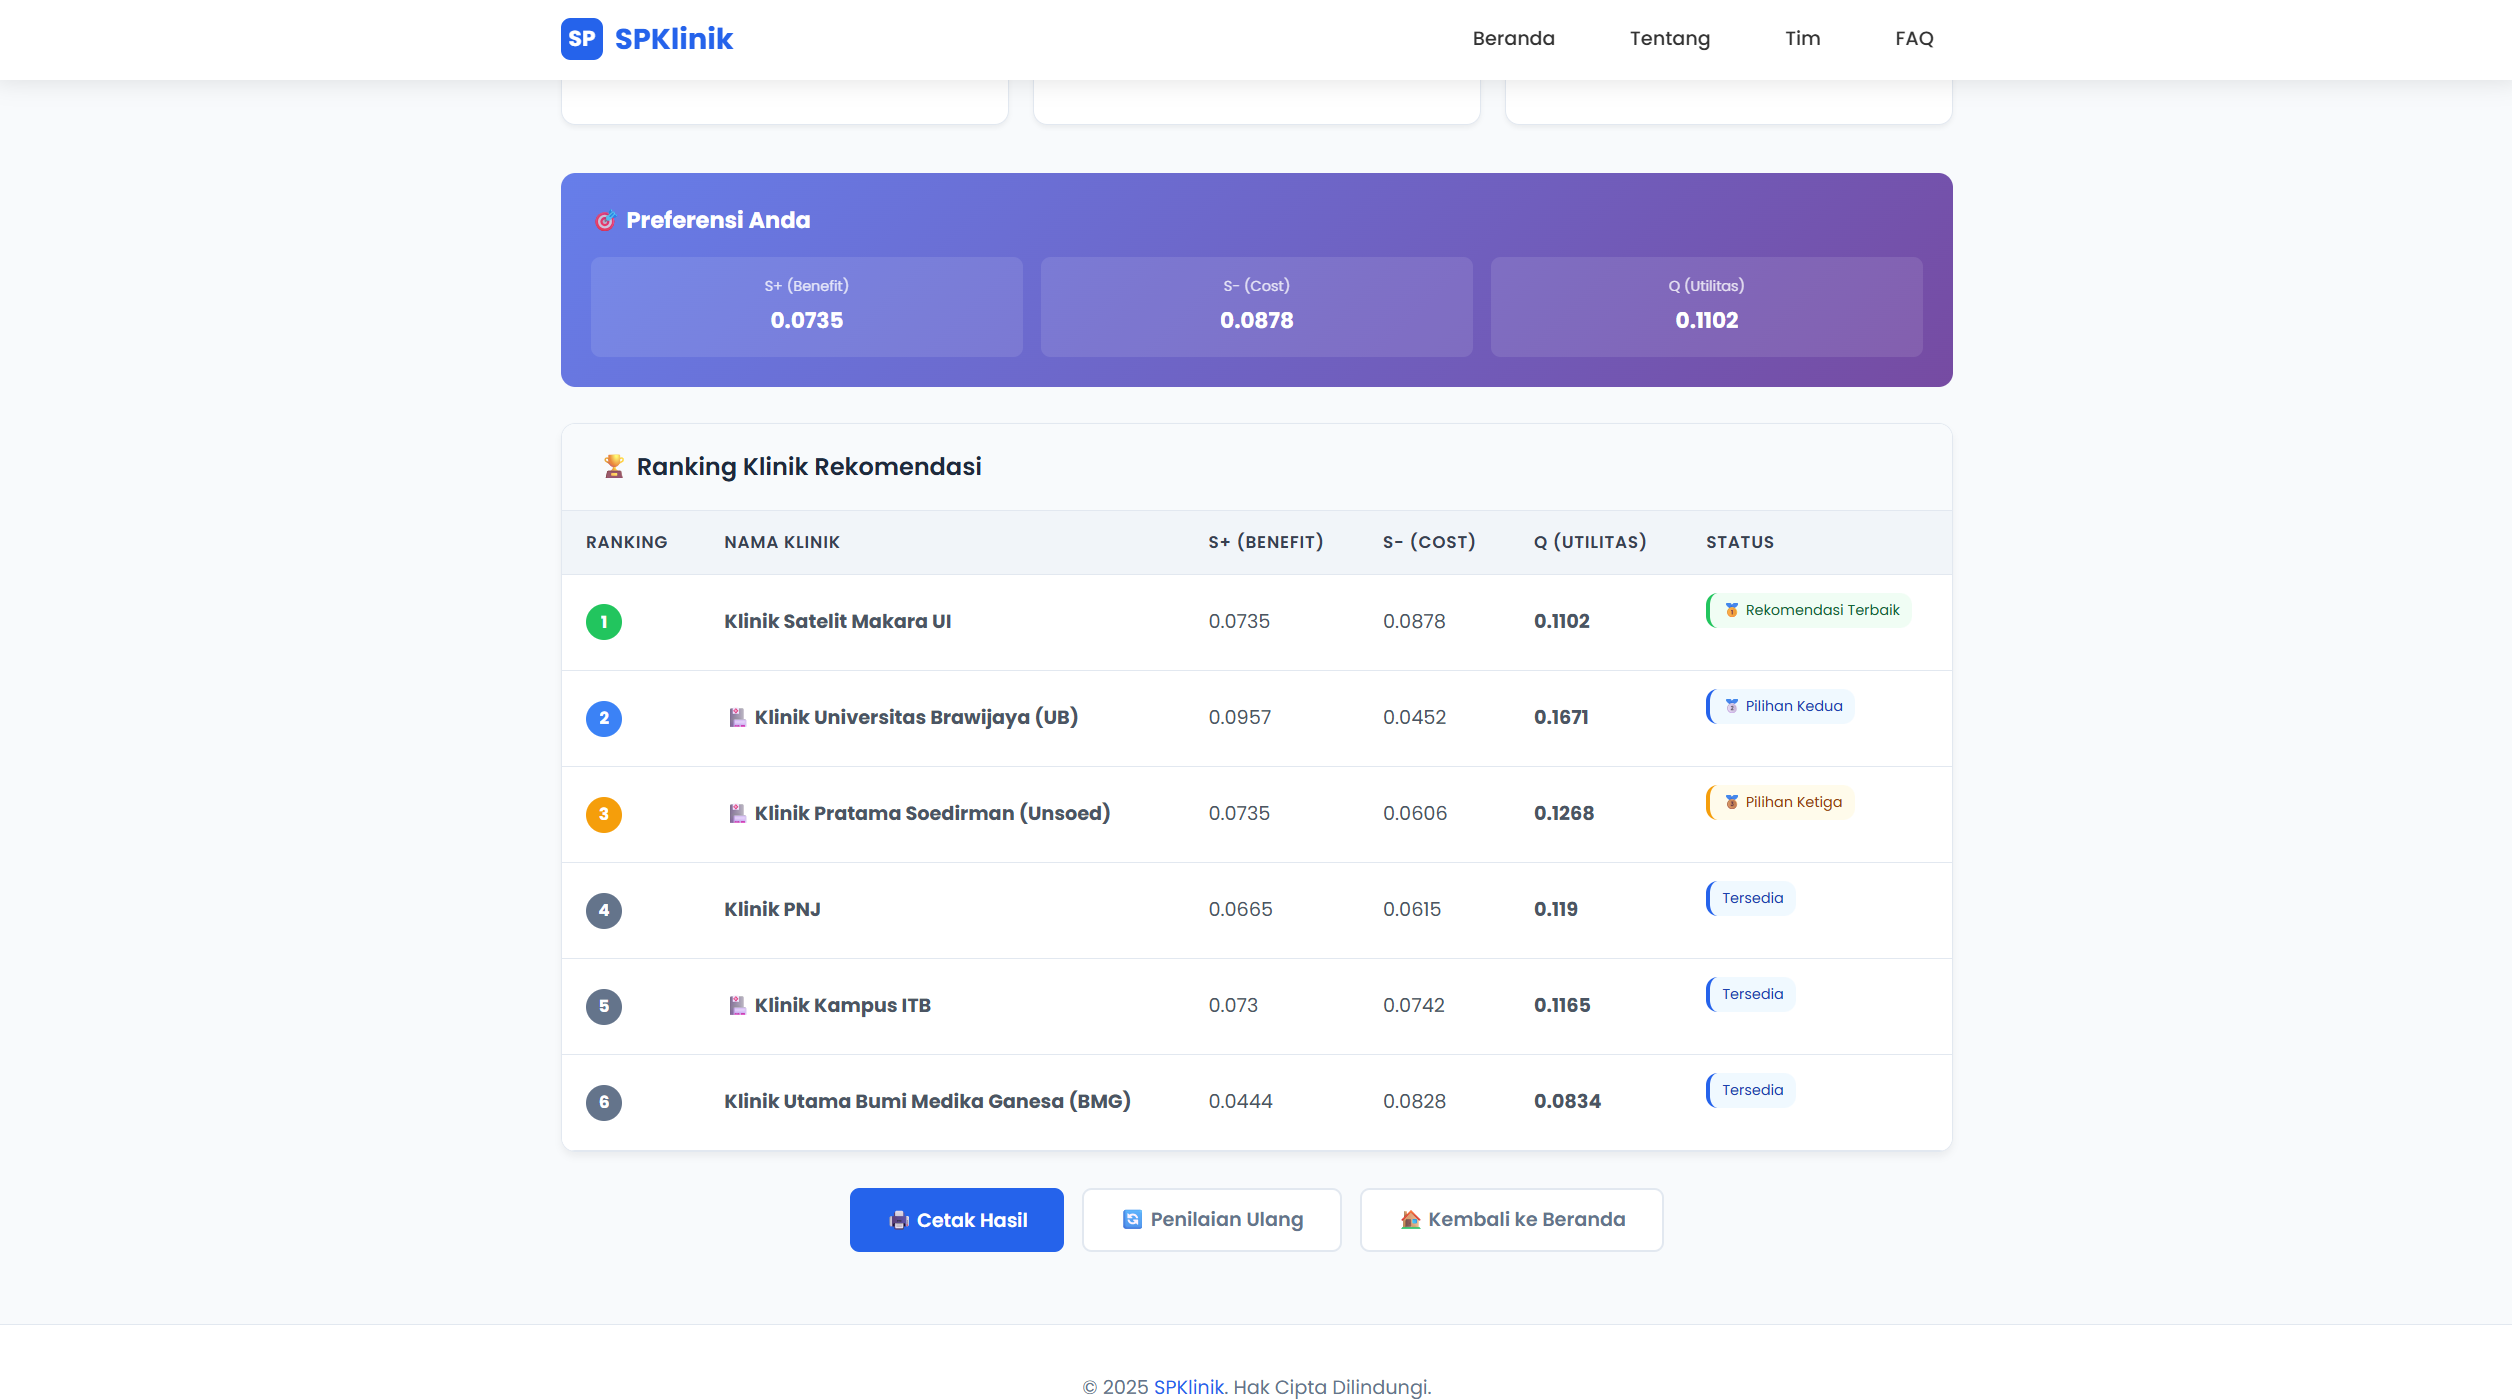 SP SPKlinik
Beranda Tentang Tim FAQ
Preferensi Anda
S+ (Benefit) S- (Cost) Q (Utilitas)
0.0735 0.0878 0.1102
Ranking Klinik Rekomendasi
RANKING NAMA KLINIK S+ (BENEFIT) S- (COST) Q (UTILITAS) STATUS
1 Klinik Satelit Makara UI 0.0735 0.0878 0.1102 Rekomendasi Terbaik
2 Klinik Universitas Brawijaya (UB) 0.0957 0.0452 0.1671 Pilihan Kedua
3 Klinik Pratama Soedirman (Unsoed) 0.0735 0.0606 0.1268 Pilihan Ketiga
4 Klinik PNJ 0.0665 0.0615 0.119 Tersedia
5 Klinik Kampus ITB 0.073 0.0742 0.1165 Tersedia
6 Klinik Utama Bumi Medika Ganesa (BMG) 0.0444 0.0828 0.0834 Tersedia
Cetak Hasil Penilaian Ulang Kembali ke Beranda
© 2025 SPKlinik. Hak Cipta Dilindungi.